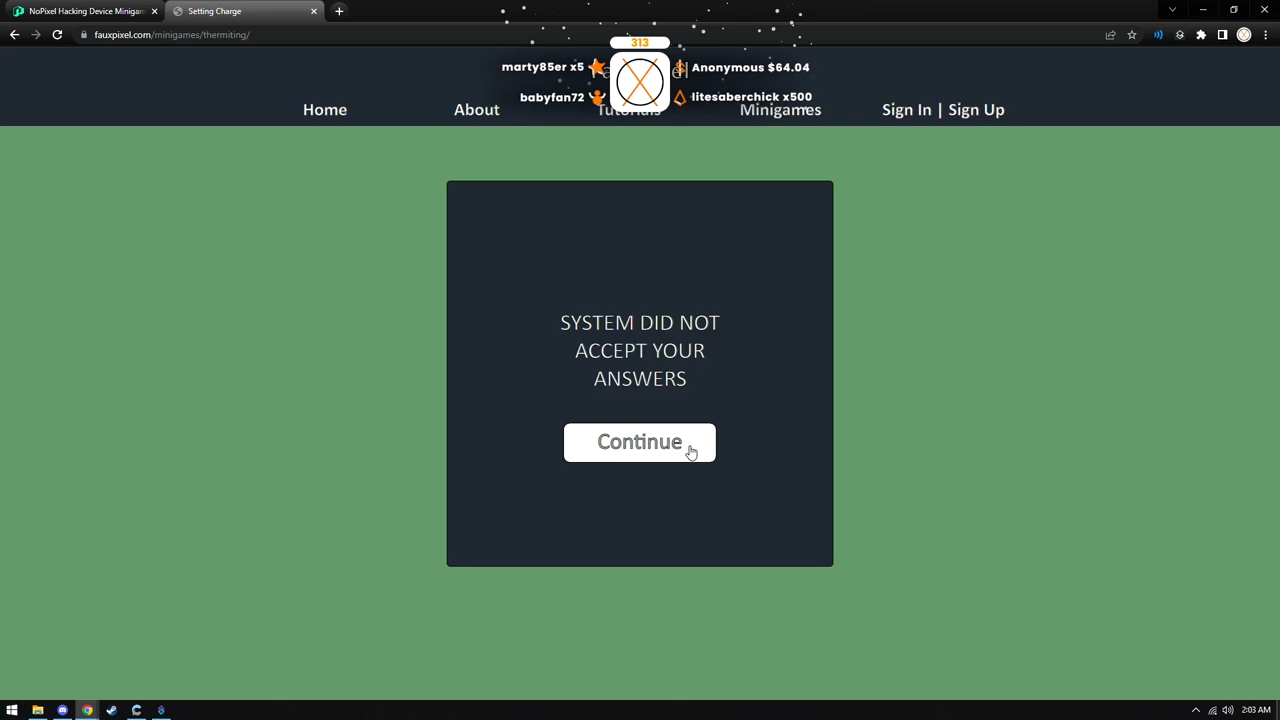 NoPixel Hacking Device Minigam
Setting Charge
fauxpixel.com/minigames/thermiting/
313
marty85er x5
Anonymous $64.04
babyfan72
litesaberchick x500
Home
About
Tutorials
Minigames
Sign In | Sign Up
SYSTEM DID NOT
ACCEPT YOUR
ANSWERS
Continue
2:03 AM